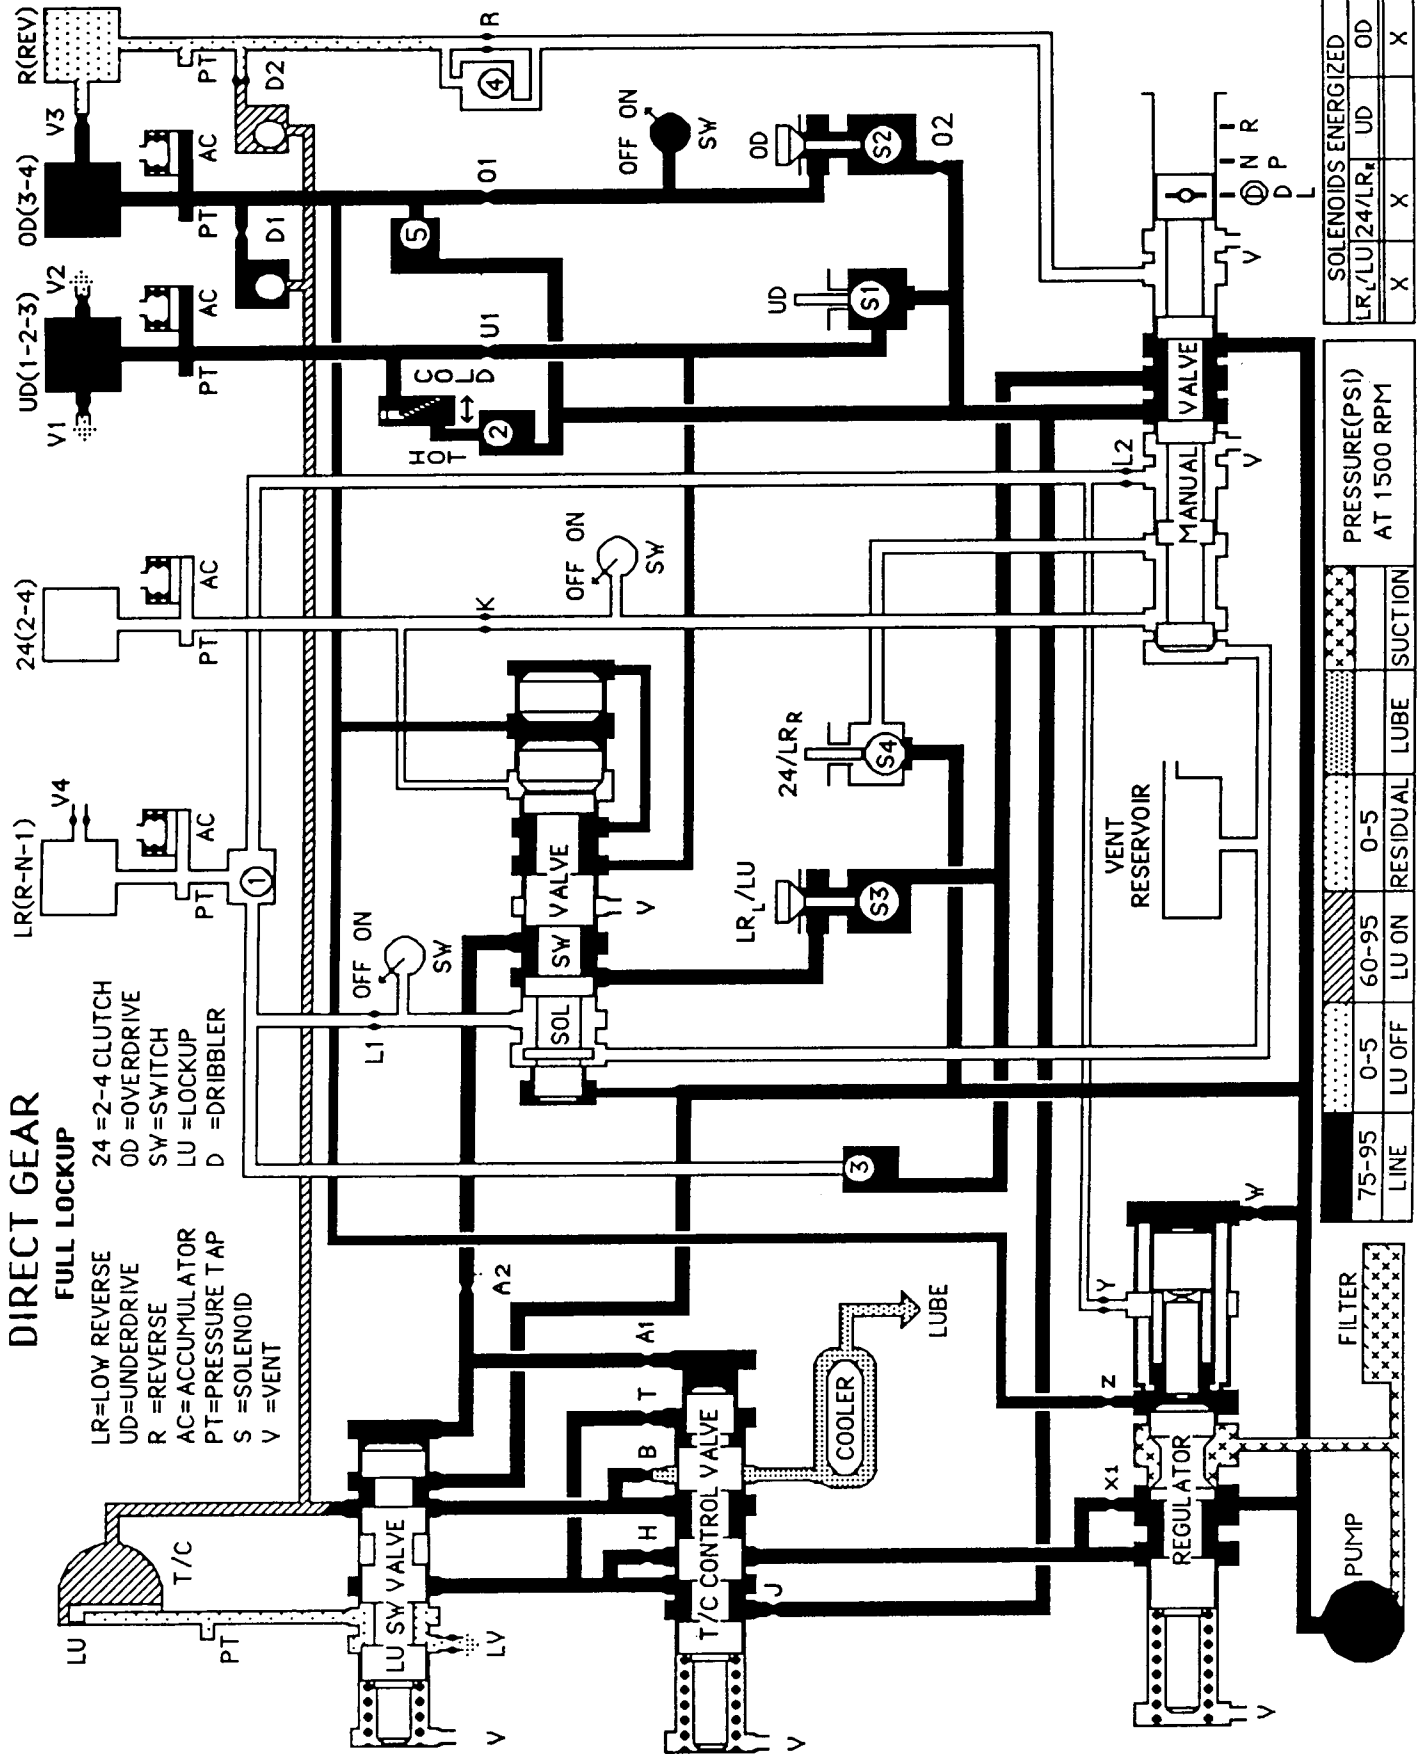 DIRECT GEAR
FULL LOCKUP
LR=LOW REVERSE
UD=UNDERDRIVE
R =REVERSE
AC=ACCUMULATOR
PT=PRESSURE TAP
S =SOLENOID
V =VENT
24 =2-4 CLUTCH
OD =OVERDRIVE
SW=SWITCH
LU =LOCKUP
D =DRIBBLER
LR(R-N-1)
24(2-4)
UD(1-2-3)
OD(3-4)
R(REV)
V4
V1
V2
V3
LU
T/C
PT
PT
AC
PT
AC
PT
AC
PT
AC
PT
D1
D2
1
L1
OFF ON
SW
K
HOT
COLD
2
U1
5
O1
4
R
LU SW VALVE
LV
V
A2
SOL
SW
VALVE
V
OFF ON
SW
OFF ON
SW
H
B
T
A1
T/C CONTROL VALVE
J
V
COOLER
LUBE
3
LRL/LU
S3
24/LRR
S4
UD
S1
OD
S2
O2
VENT
RESERVOIR
L2
X1
Z
Y
W
REGULATOR
V
MANUAL
VALVE
V
V
D N R
D P
L
PUMP
FILTER
75-95
0-5
60-95
0-5
LINE
LU OFF
LU ON
RESIDUAL
LUBE
SUCTION
PRESSURE(PSI)
AT 1500 RPM
SOLENOIDS ENERGIZED
LRL/LU
24/LRR
UD
OD
X
X
X